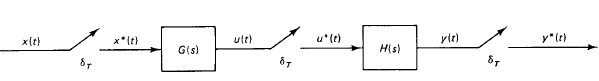 x(t) x*(t) G(s) u(t) u*(t) H(s) y(t) y*(t)
δT δT δT